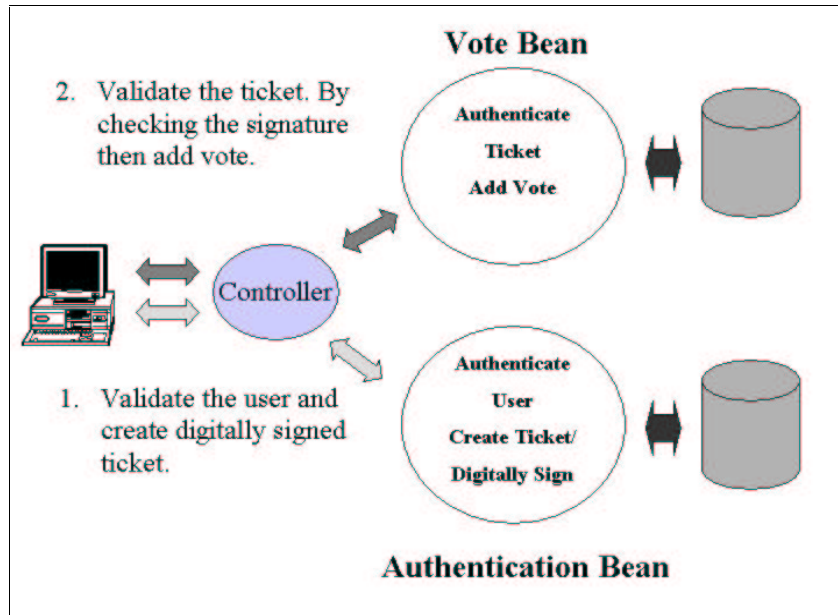 Vote Bean
2. Validate the ticket. By
checking the signature
then add vote.
Authenticate
Ticket
Add Vote
Controller
1. Validate the user and
create digitally signed
ticket.
Authenticate
User
Create Ticket/
Digitally Sign
Authentication Bean